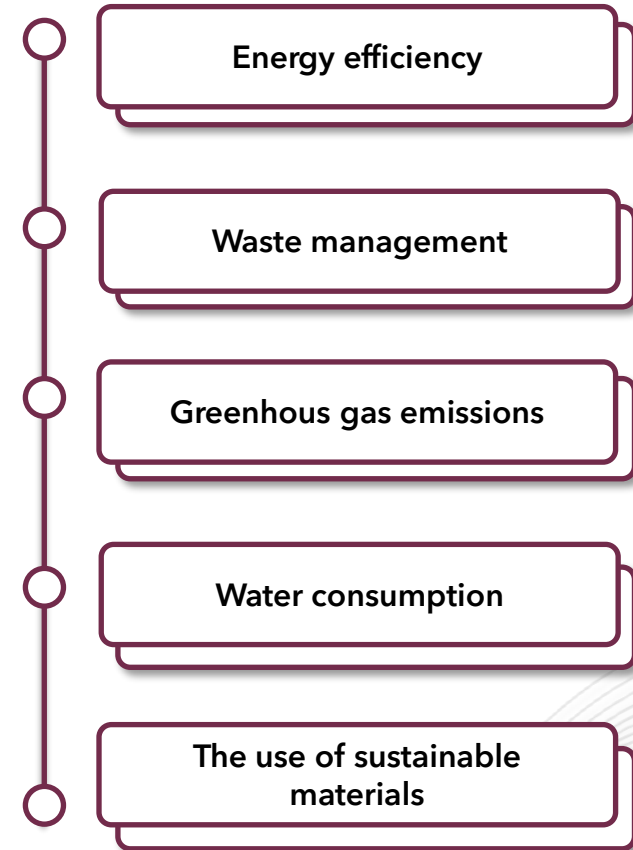 Energy efficiency
Waste management
Greenhous gas emissions
Water consumption
The use of sustainable
materials